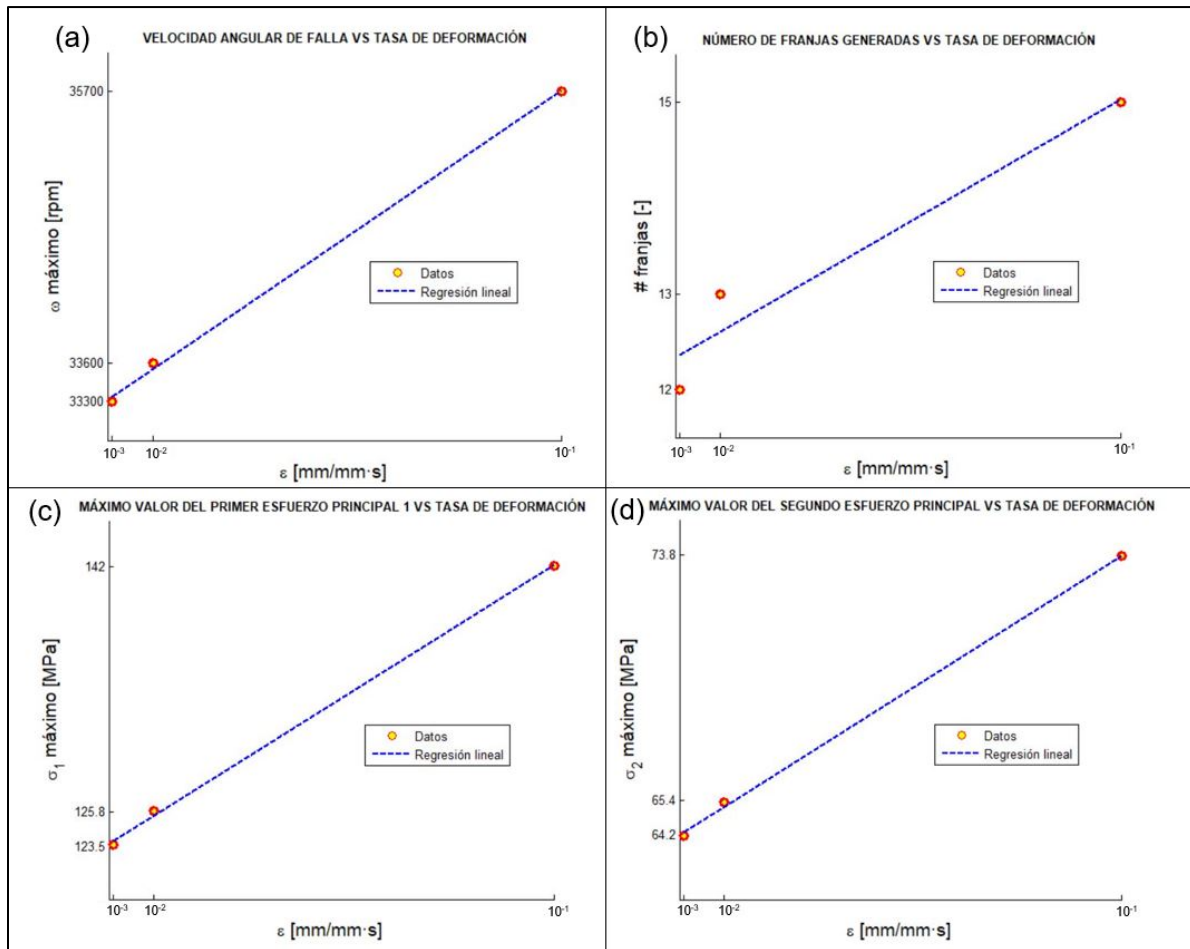 (a)
VELOCIDAD ANGULAR DE FALLA VS TASA DE DEFORMACIÓN
35700
33600
33300
ω máximo [rpm]
Datos
Regresión lineal
10⁻³
10⁻²
10⁻¹
ε [mm/mm·s]
(b)
NÚMERO DE FRANJAS GENERADAS VS TASA DE DEFORMACIÓN
15
13
12
# franjas [-]
Datos
Regresión lineal
10⁻³
10⁻²
10⁻¹
ε [mm/mm·s]
(c)
MÁXIMO VALOR DEL PRIMER ESFUERZO PRINCIPAL 1 VS TASA DE DEFORMACIÓN
142
125.8
123.5
σ₁ máximo [MPa]
Datos
Regresión lineal
10⁻³
10⁻²
10⁻¹
ε [mm/mm·s]
(d)
MÁXIMO VALOR DEL SEGUNDO ESFUERZO PRINCIPAL VS TASA DE DEFORMACIÓN
73.8
65.4
64.2
σ₂ máximo [MPa]
Datos
Regresión lineal
10⁻³
10⁻²
10⁻¹
ε [mm/mm·s]